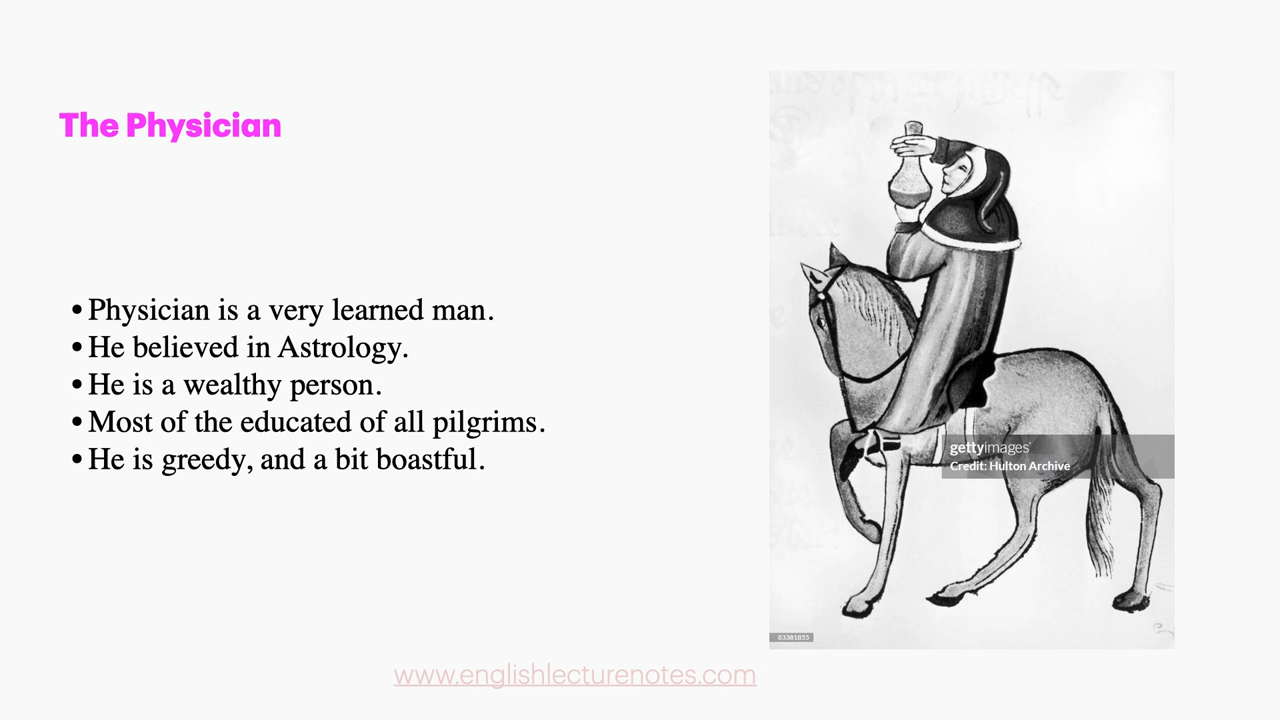 The Physician
• Physician is a very learned man.
• He believed in Astrology.
• He is a wealthy person.
• Most of the educated of all pilgrims.
• He is greedy, and a bit boastful.
gettyimages®
Credit: Hulton Archive
83381855
www.englishlecturenotes.com